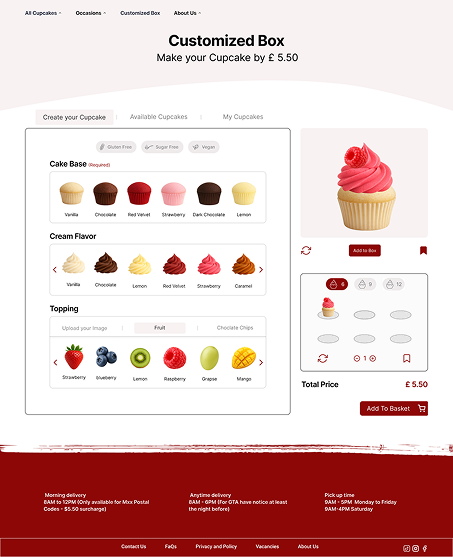 All Cupcakes
Occasions
Customized Box
About Us
Customized Box
Make your Cupcake by £ 5.50
Create your Cupcake
Available Cupcakes
My Cupcakes
Gluten Free
Sugar Free
Vegan
Cake Base (Required)
Vanilla
Chocolate
Red Velvet
Strawberry
Dark Chocolate
Lemon
Cream Flavor
Vanilla
Chocolate
Lemon
Red Velvet
Strawberry
Caramel
Topping
Upload your Image
Fruit
Choclate Chips
Strawberry
blueberry
Lemon
Raspberry
Grapse
Mango
Add to Box
6
9
12
1
Total Price
£ 5.50
Add To Basket
Morning delivery
8AM to 12PM (Only available for Mxx Postal
Codes - $5.50 surcharge)
Anytime delivery
8AM - 6PM (For GTA have notice at least
the night before)
Pick up time
9AM - 5PM Monday to Friday
9AM-4PM Saturday
Contact Us
FaQs
Privacy and Policy
Vacancies
About Us